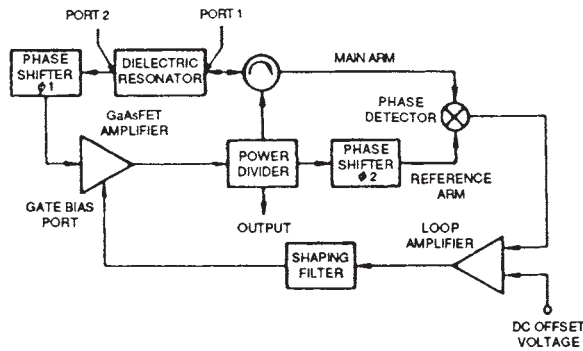 PORT 2
PORT 1
PHASE
SHIFTER
ϕ1
DIELECTRIC
RESONATOR
MAIN ARM
GaAsFET
AMPLIFIER
PHASE
DETECTOR
POWER
DIVIDER
PHASE
SHIFTER
ϕ2
REFERENCE
ARM
GATE BIAS
PORT
OUTPUT
LOOP
AMPLIFIER
SHAPING
FILTER
DC OFFSET
VOLTAGE